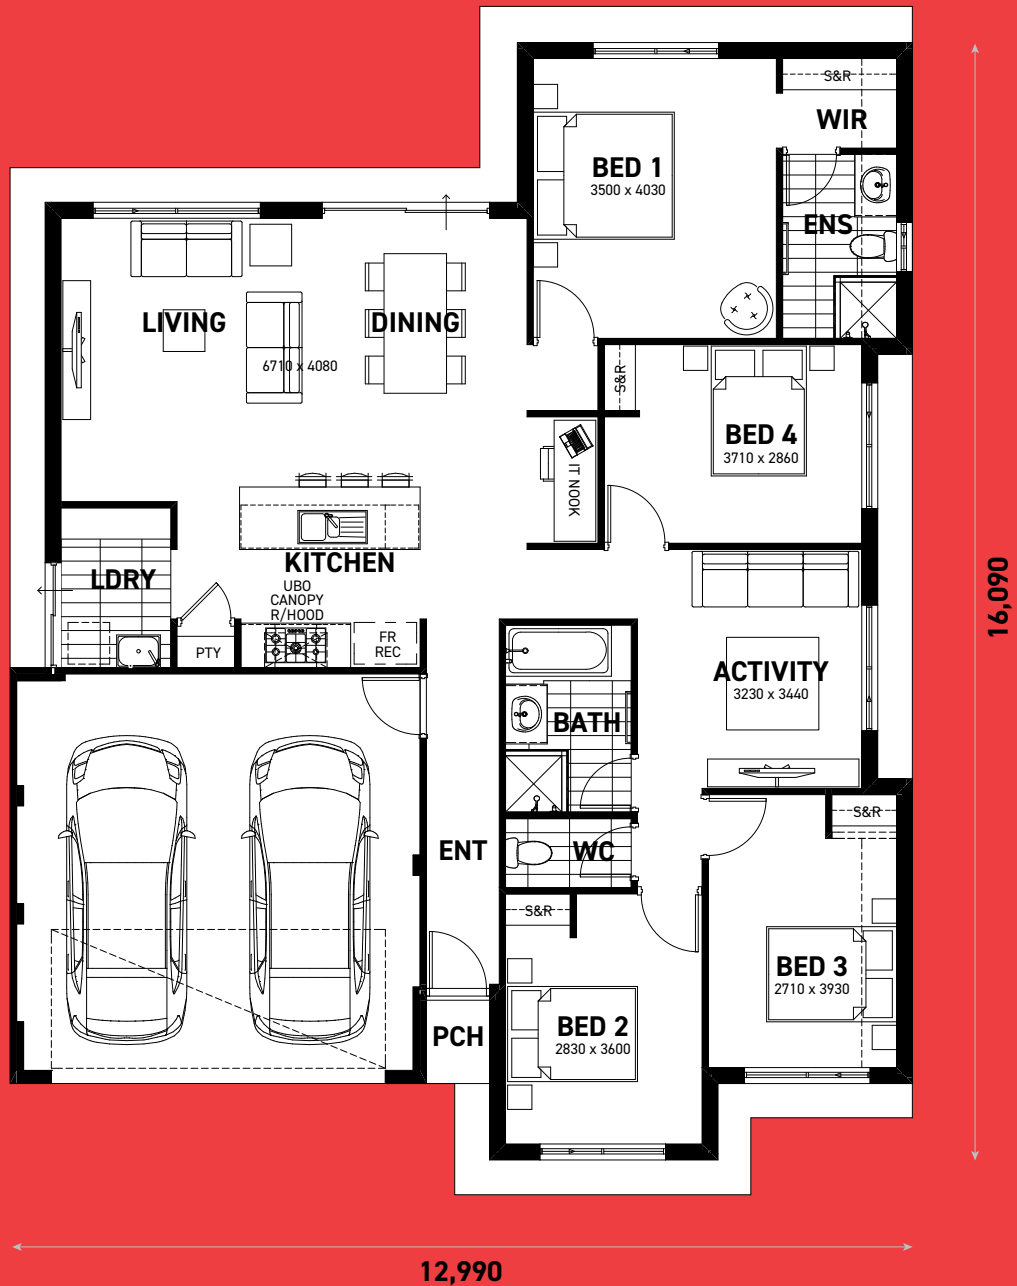 S&R
WIR
BED 1
3500 x 4030
ENS
LIVING
DINING
6710 x 4080
S&R
BED 4
3710 x 2860
IT NOOK
KITCHEN
UBO
CANOPY
R/HOOD
LDRY
PTY
FR
REC
16,090
ACTIVITY
3230 x 3440
BATH
S&R
ENT
WC
S&R
BED 3
2710 x 3930
PCH
BED 2
2830 x 3600
12,990